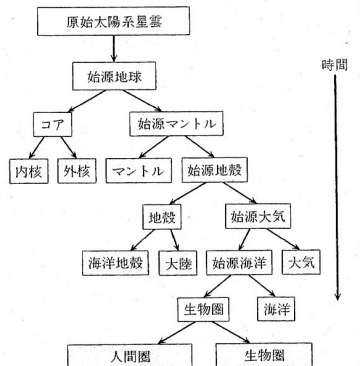 原始太陽系星雲
時間
始源地球
コア
始源マントル
内核
外核
マントル
始源地殻
地殻
始源大気
海洋地殻
大陸
始源海洋
大気
生物圏
海洋
人間圏
生物圏